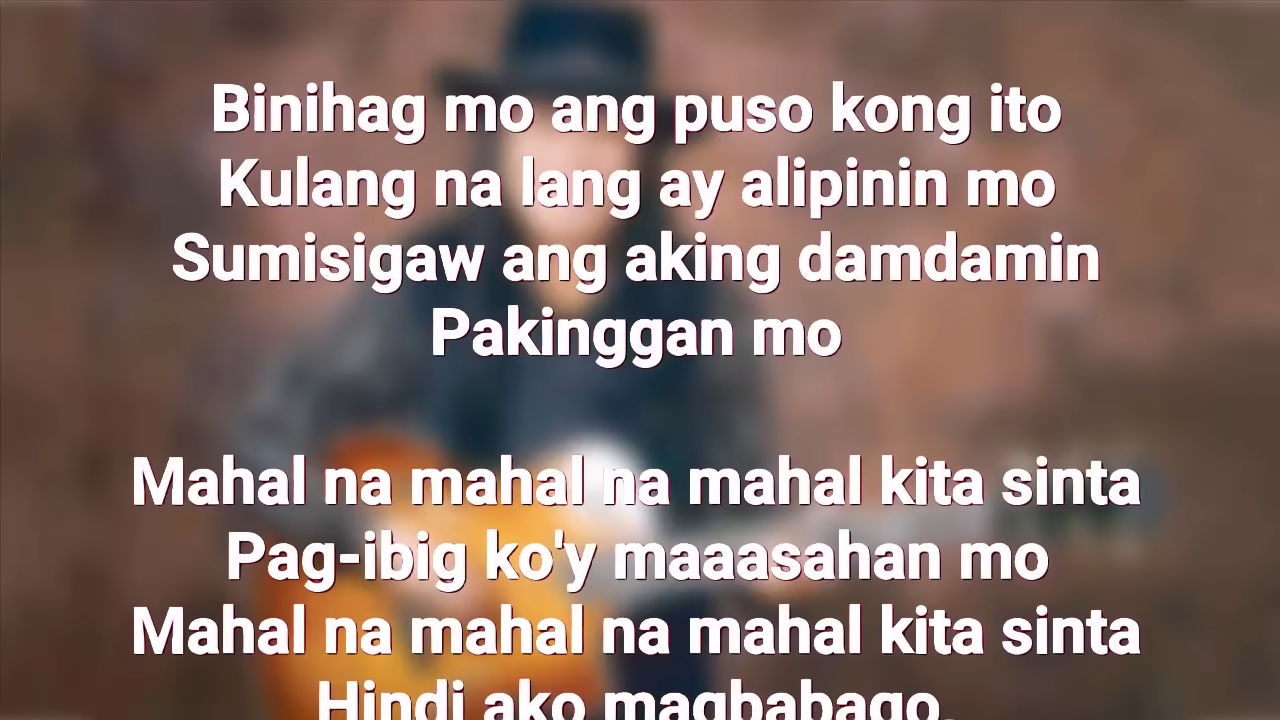 Binihag mo ang puso kong ito
Kulang na lang ay alipinin mo
Sumisigaw ang aking damdamin
Pakinggan mo
Mahal na mahal na mahal kita sinta
Pag-ibig ko'y maaasahan mo
Mahal na mahal na mahal kita sinta
Hindi ako magbabago.